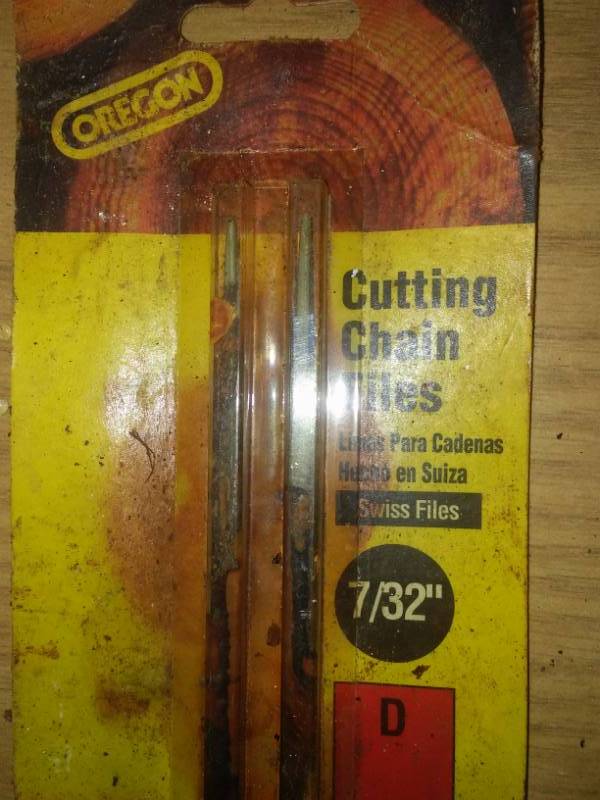 OREGON
Cutting
Chain
Files
Limas Para Cadenas
Hecho en Suiza
Swiss Files
7/32"
D